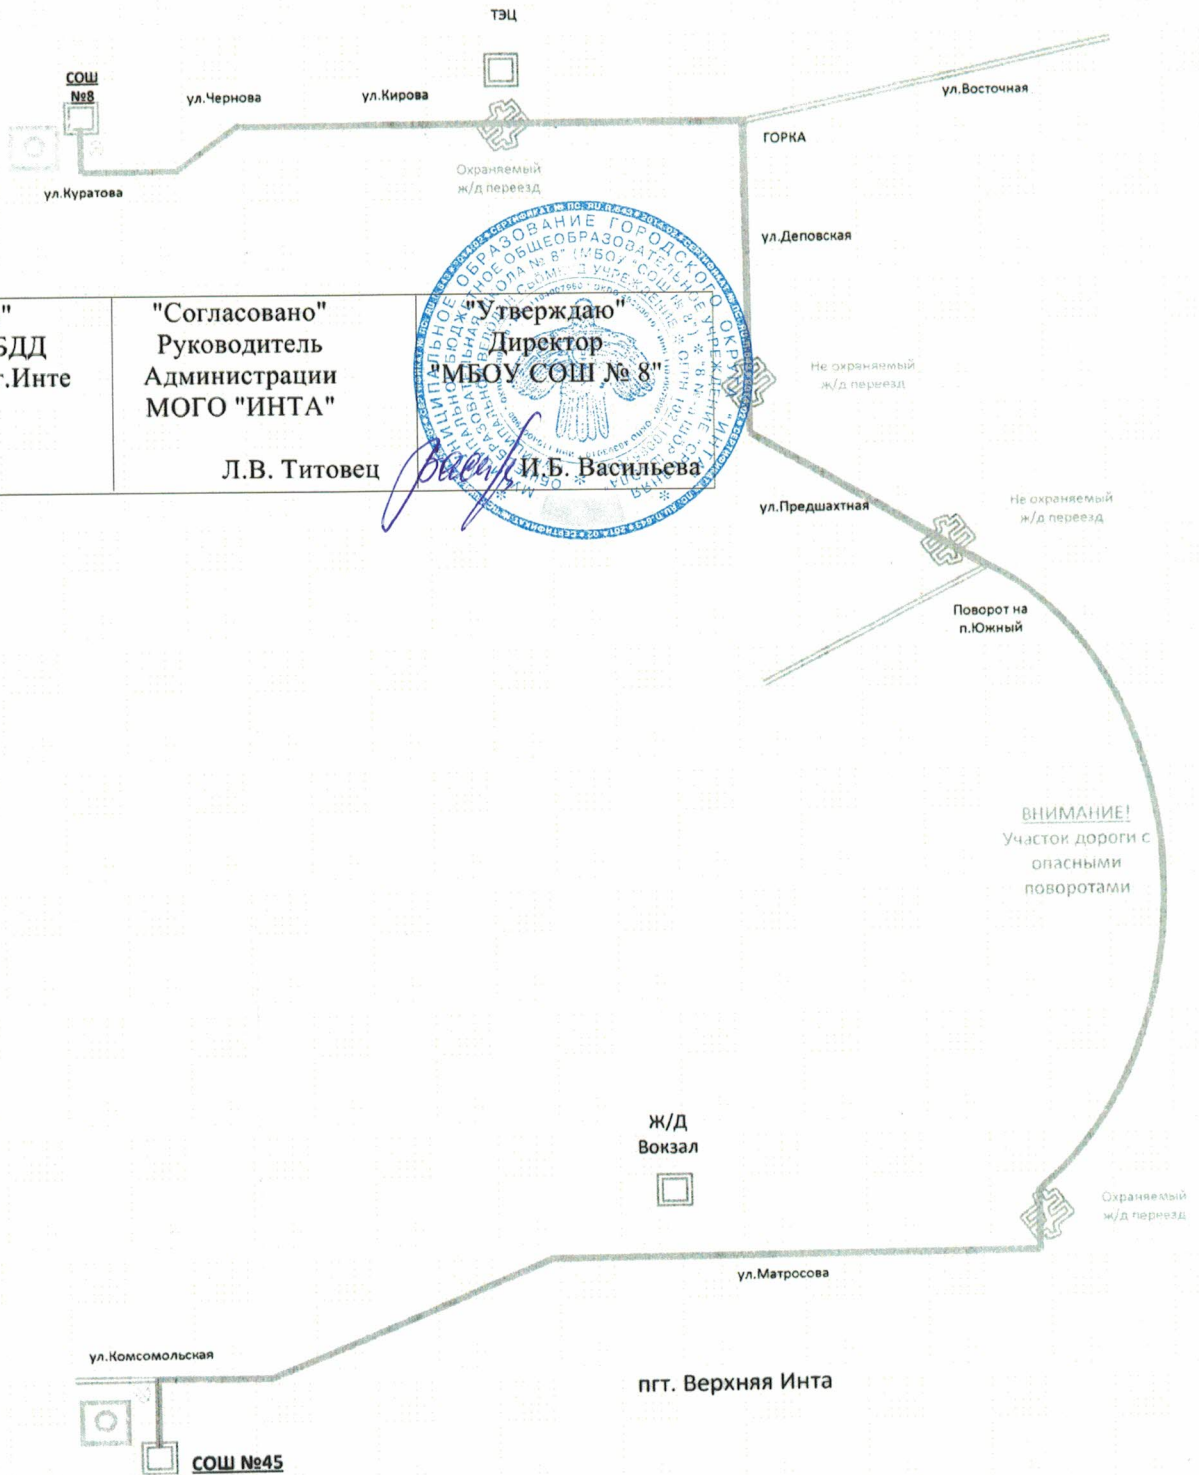 ТЭЦ
СОШ
№8
ул.Чернова
ул.Кирова
ул.Восточная
ГОРКА
Охраняемый
ж/д переезд
ул.Куратова
ул.Деповская
"
БДД
г.Инте
"Согласовано"
Руководитель
Администрации
МОГО "ИНТА"
Л.В. Титовец
"Утверждаю"
Директор
"МБОУ СОШ № 8"
И.Б. Васильева
Не охраняемый
ж/д переезд
ул.Предшахтная
Не охраняемый
ж/д переезд
Поворот на
п.Южный
ВНИМАНИЕ!
Участок дороги с
опасными
поворотами
Ж/Д
Вокзал
Охраняемый
ж/д переезд
ул.Матросова
ул.Комсомольская
пгт. Верхняя Инта
СОШ №45